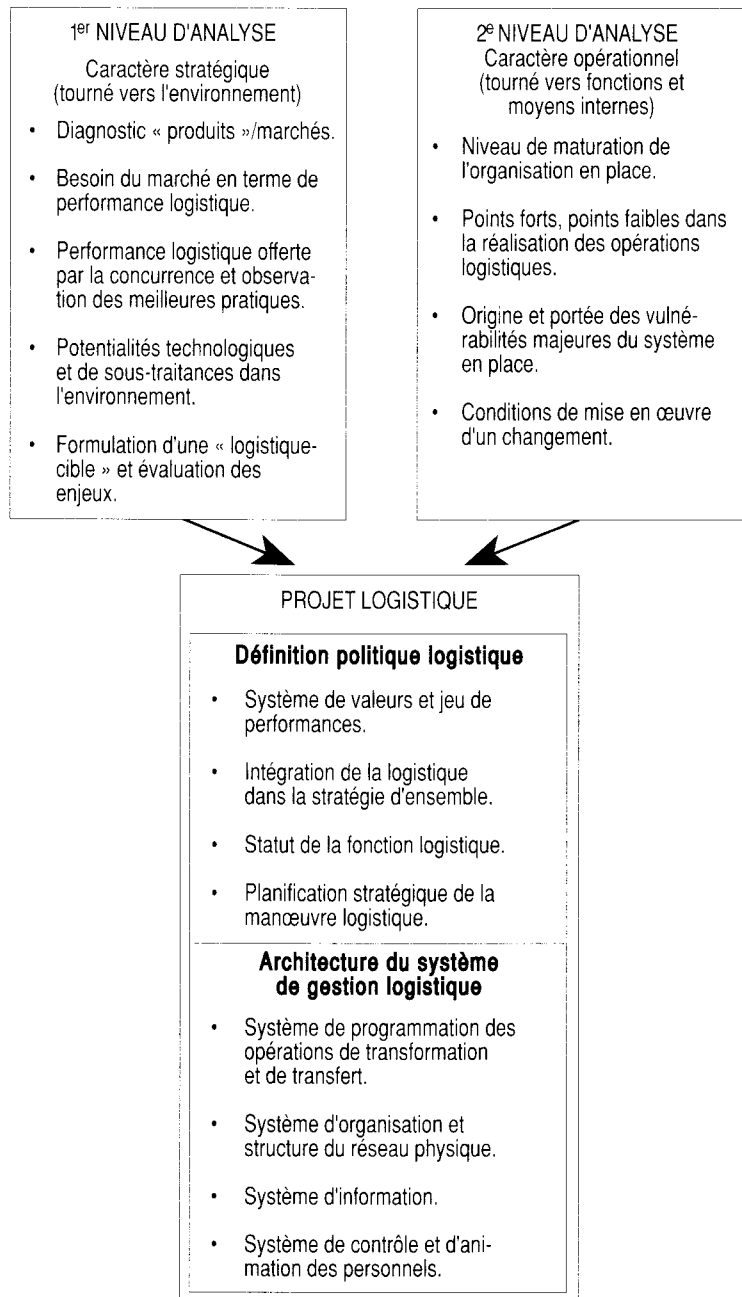 1er NIVEAU D'ANALYSE
Caractère stratégique
(tourné vers l'environnement)
• Diagnostic « produits »/marchés.
• Besoin du marché en terme de
performance logistique.
• Performance logistique offerte
par la concurrence et observa-
tion des meilleures pratiques.
• Potentialités technologiques
et de sous-traitances dans
l'environnement.
• Formulation d'une « logistique-
cible » et évaluation des
enjeux.
2e NIVEAU D'ANALYSE
Caractère opérationnel
(tourné vers fonctions et
moyens internes)
• Niveau de maturation de
l'organisation en place.
• Points forts, points faibles dans
la réalisation des opérations
logistiques.
• Origine et portée des vulné-
rabilités majeures du système
en place.
• Conditions de mise en œuvre
d'un changement.
PROJET LOGISTIQUE
Définition politique logistique
• Système de valeurs et jeu de
performances.
• Intégration de la logistique
dans la stratégie d'ensemble.
• Statut de la fonction logistique.
• Planification stratégique de la
manœuvre logistique.
Architecture du système
de gestion logistique
• Système de programmation des
opérations de transformation
et de transfert.
• Système d'organisation et
structure du réseau physique.
• Système d'information.
• Système de contrôle et d'ani-
mation des personnels.